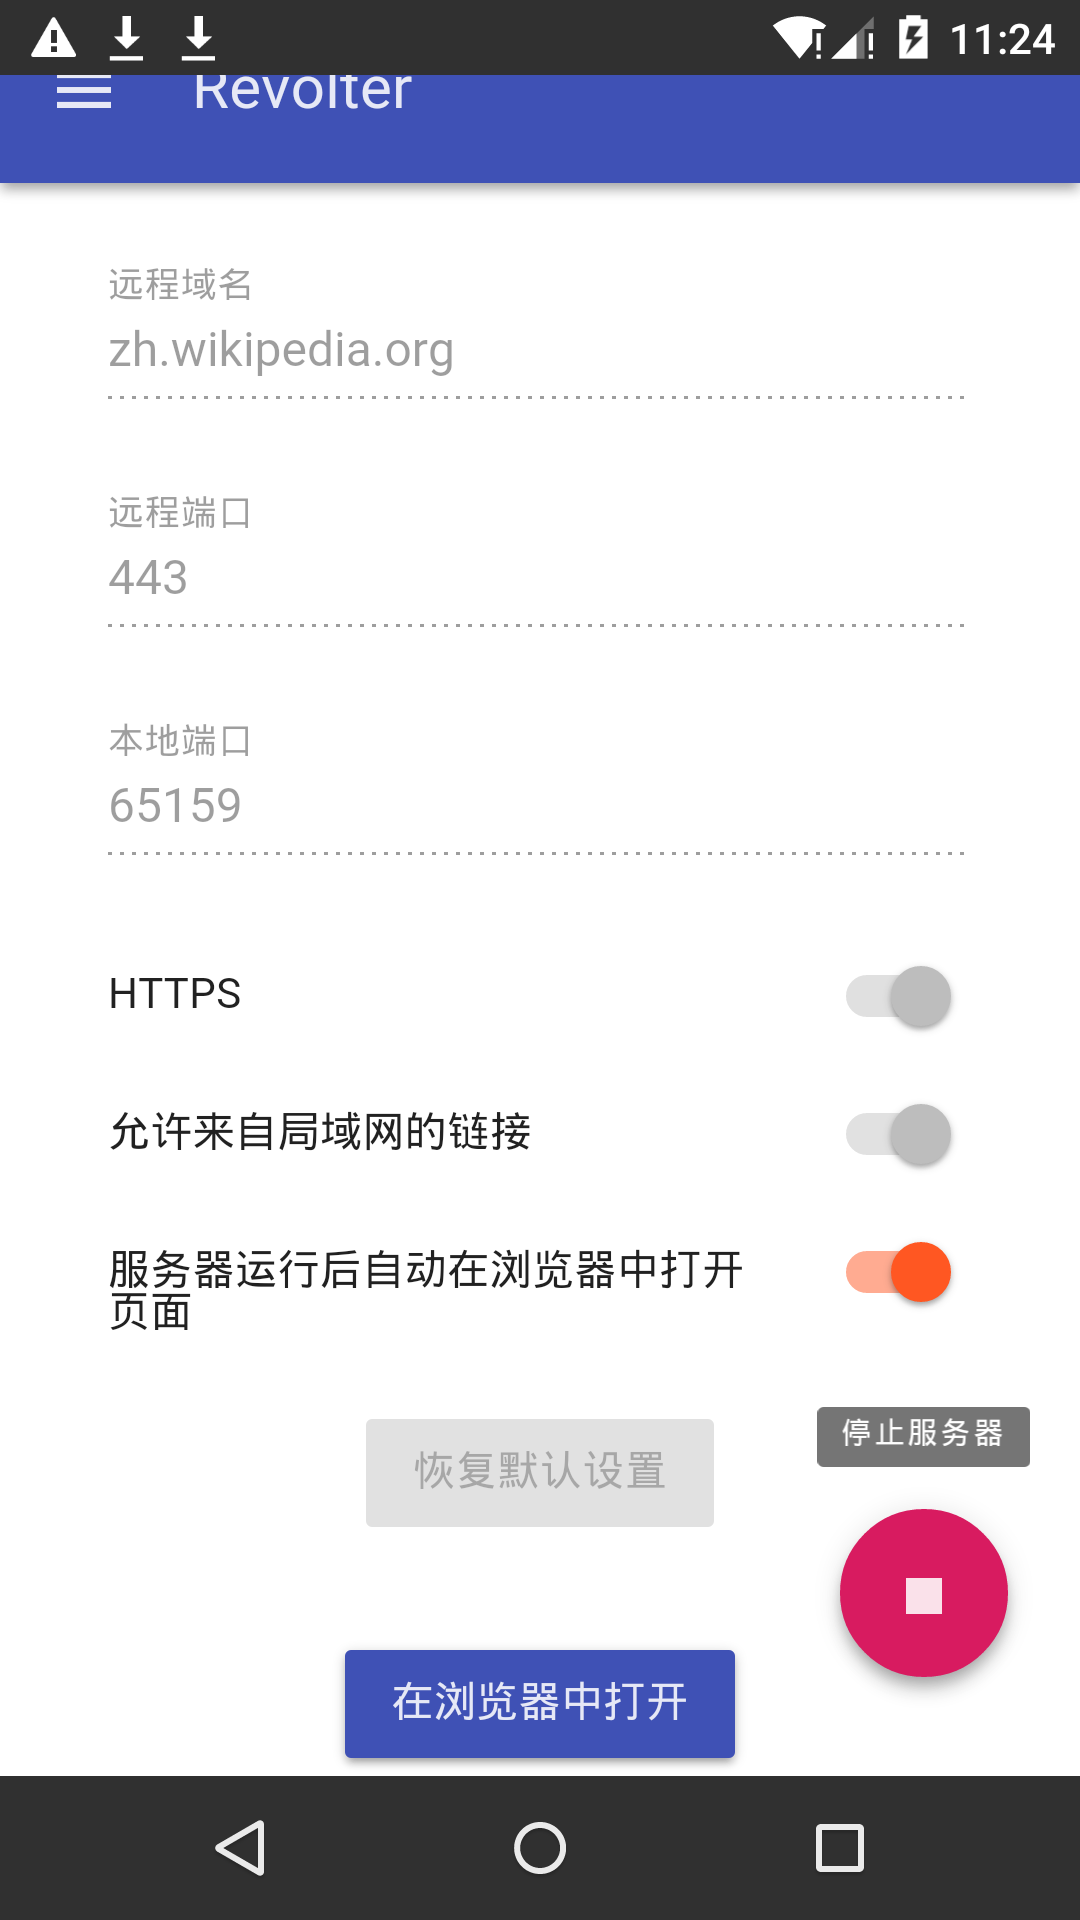 11:24
Revolter
远程域名
zh.wikipedia.org
远程端口
443
本地端口
65159
HTTPS
允许来自局域网的链接
服务器运行后自动在浏览器中打开
页面
停止服务器
恢复默认设置
在浏览器中打开